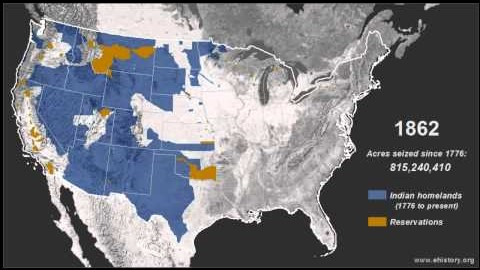 1862
Acres seized since 1776:
815,240,410
Indian homelands
(1776 to present)
Reservations
www.ehistory.org